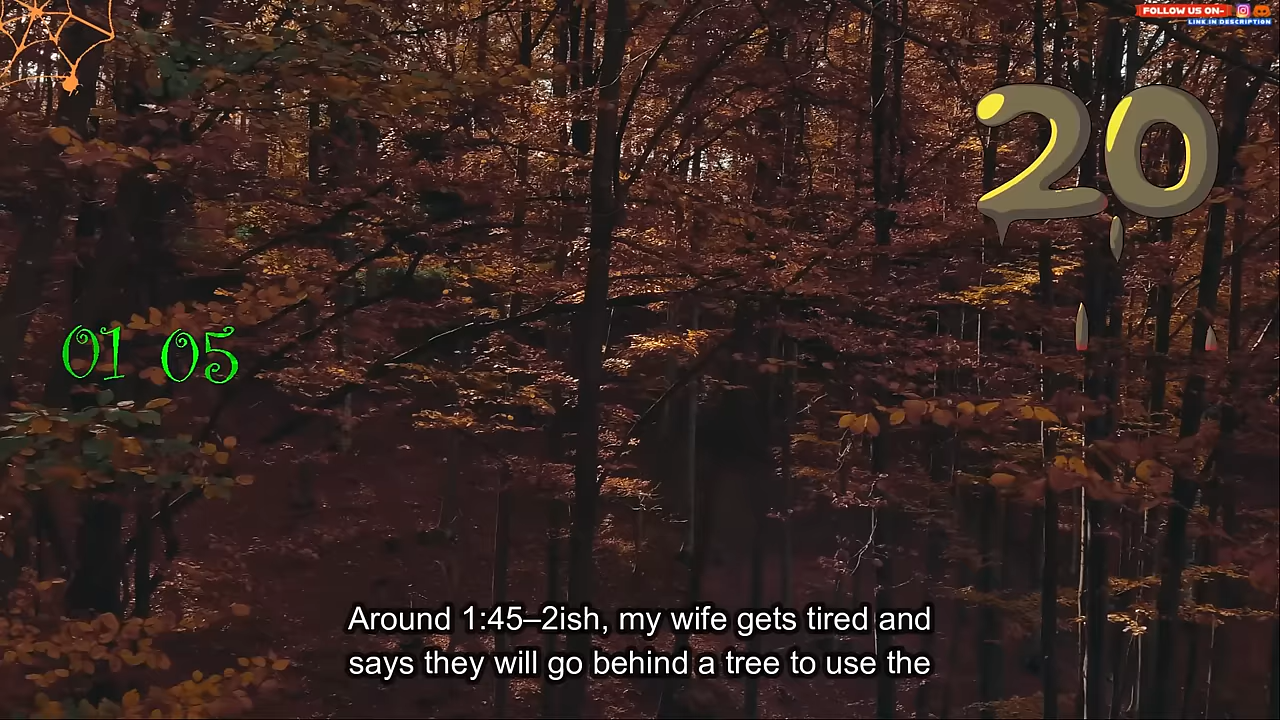 FOLLOW US ON-
LINK IN DESCRIPTION
20
01 05
Around 1:45–2ish, my wife gets tired and
says they will go behind a tree to use the